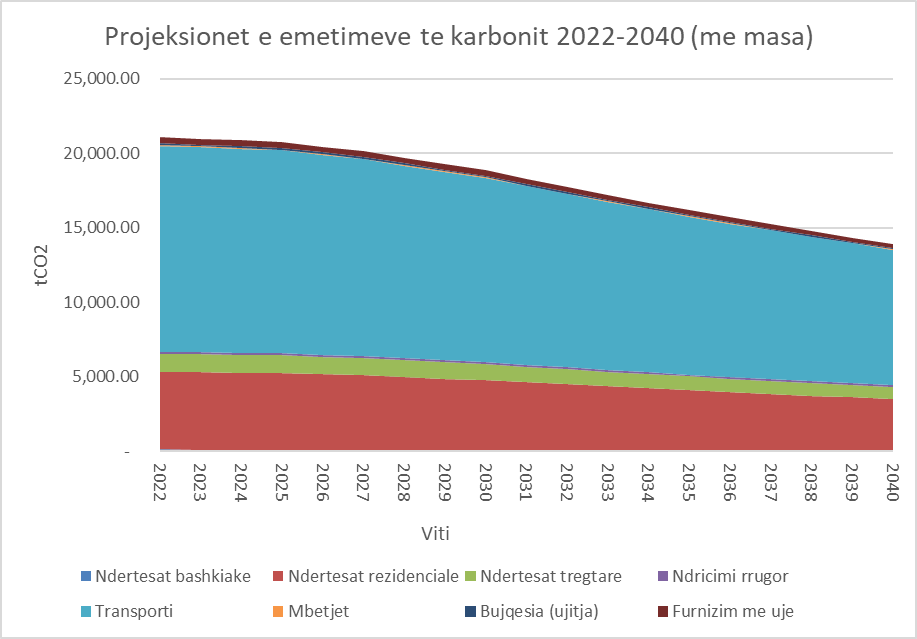 Projeksionet e emetimeve te karbonit 2022-2040 (me masa)
25,000.00
20,000.00
15,000.00
10,000.00
5,000.00
-
tCO2
2022
2023
2024
2025
2026
2027
2028
2029
2030
2031
2032
2033
2034
2035
2036
2037
2038
2039
2040
Viti
Ndertesat bashkiake
Ndertesat rezidenciale
Ndertesat tregtare
Ndricimi rrugor
Transporti
Mbetjet
Bujqesia (ujitja)
Furnizim me uje